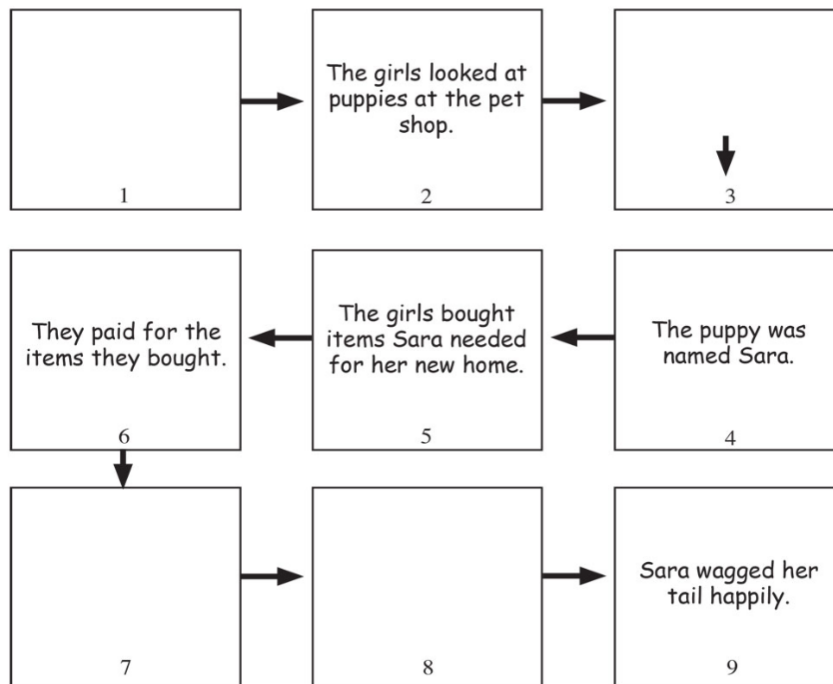 1
The girls looked at
puppies at the pet
shop.
2
3
They paid for the
items they bought.
6
The girls bought
items Sara needed
for her new home.
5
The puppy was
named Sara.
4
7
8
Sara wagged her
tail happily.
9